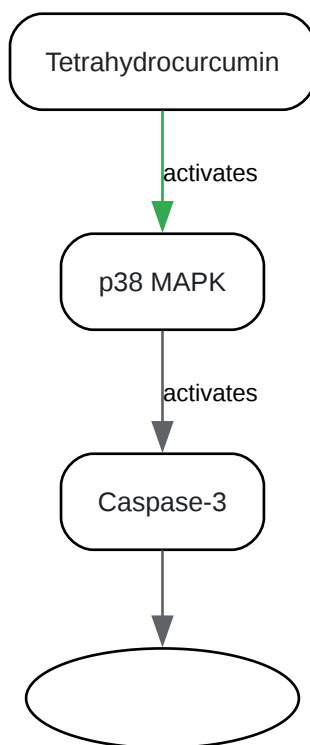 Tetrahydrocurcumin
activates
p38 MAPK
activates
Caspase-3